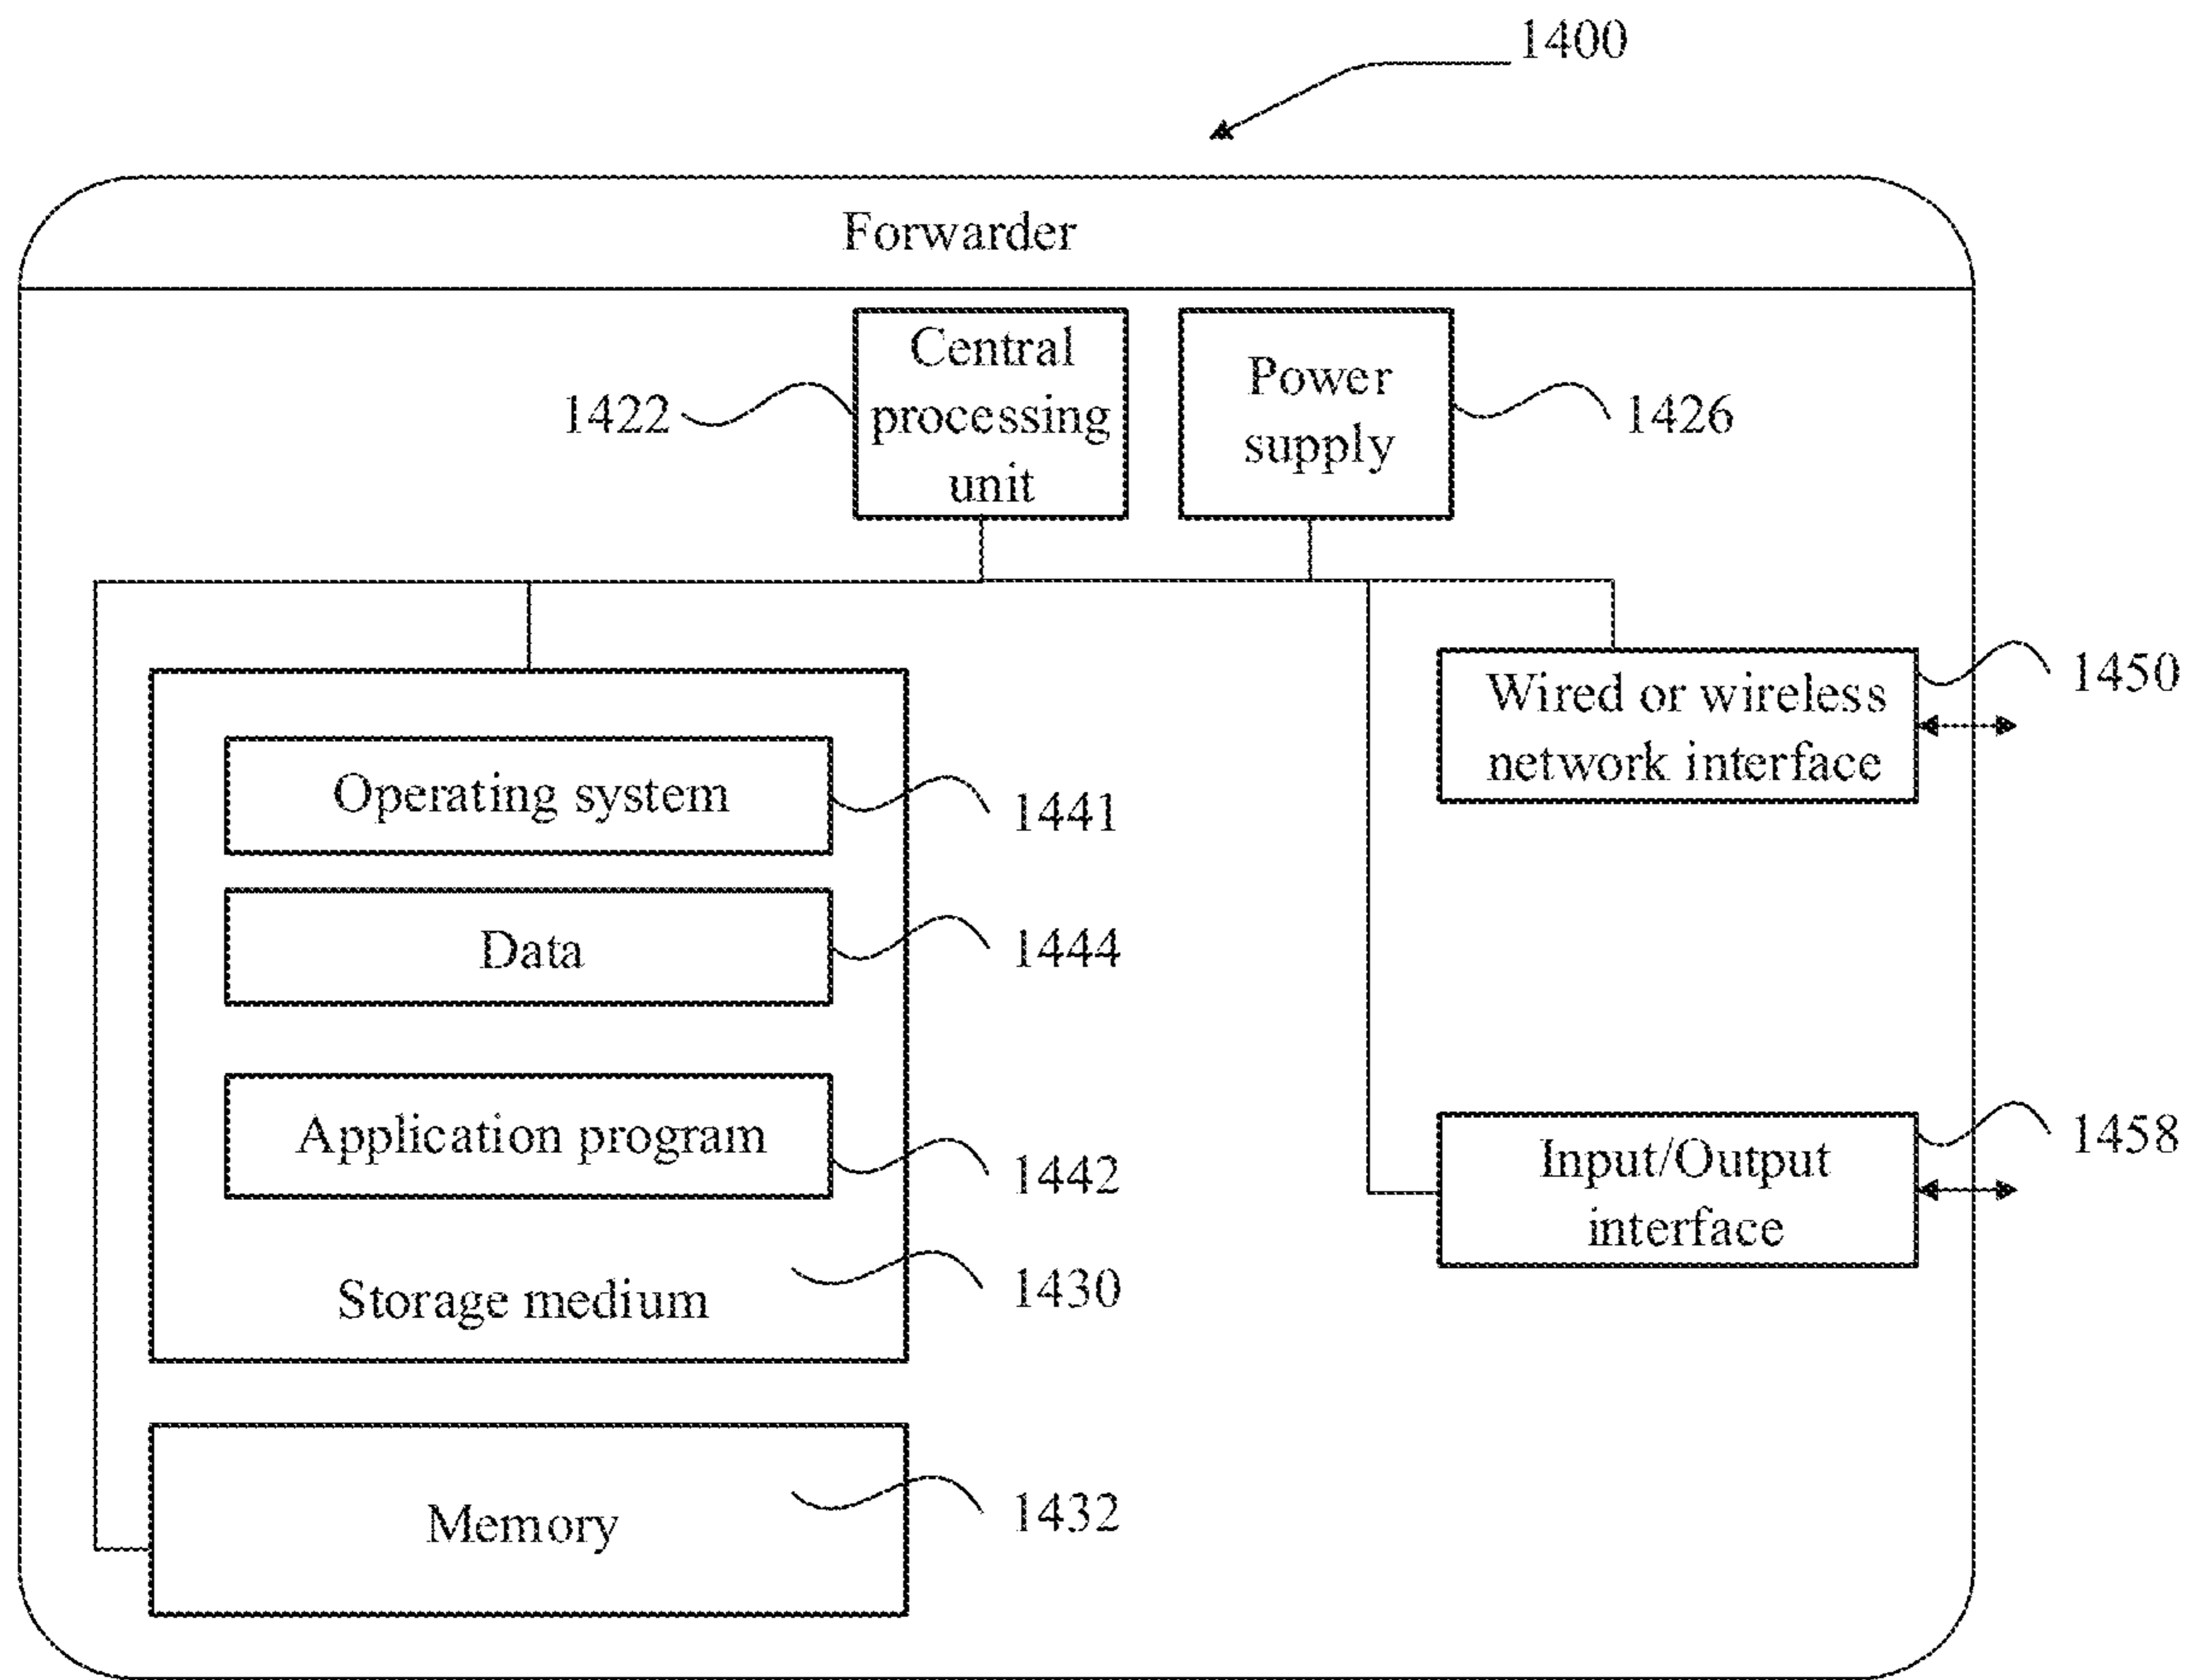 1400
Forwarder
Central
processing
unit
1422
Power
supply
1426
Wired or wireless
network interface
1450
Operating system
1441
Data
1444
Application program
1442
Storage medium
1430
Input/Output
interface
1458
Memory
1432